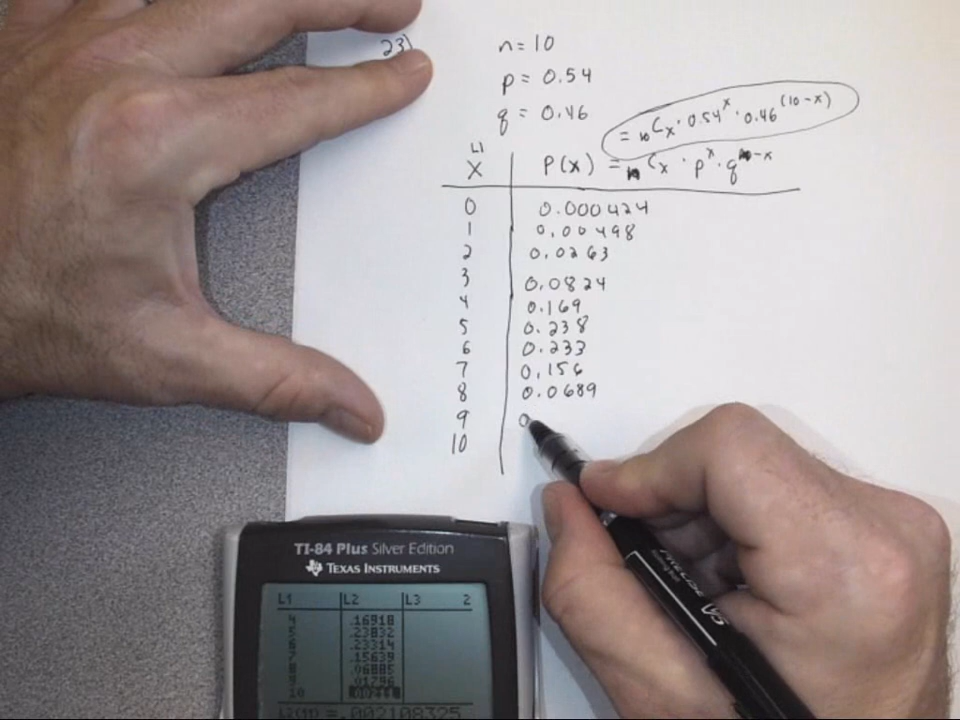 23)
n = 10
p = 0.54
q = 0.46
= 10Cx · 0.54^x · 0.46^(10-x)
L1
X P(x) = nCx · p^x · q^n-x
0 0.000424
1 0.00498
2 0.0263
3 0.0824
4 0.169
5 0.238
6 0.233
7 0.156
8 0.0689
9 0
10
TI-84 Plus Silver Edition
TEXAS INSTRUMENTS
L1 L2 L3 2
4 .16918
5 .23832
6 .23314
7 .15639
8 .06885
9 .01796
10 .00211
=.002108325